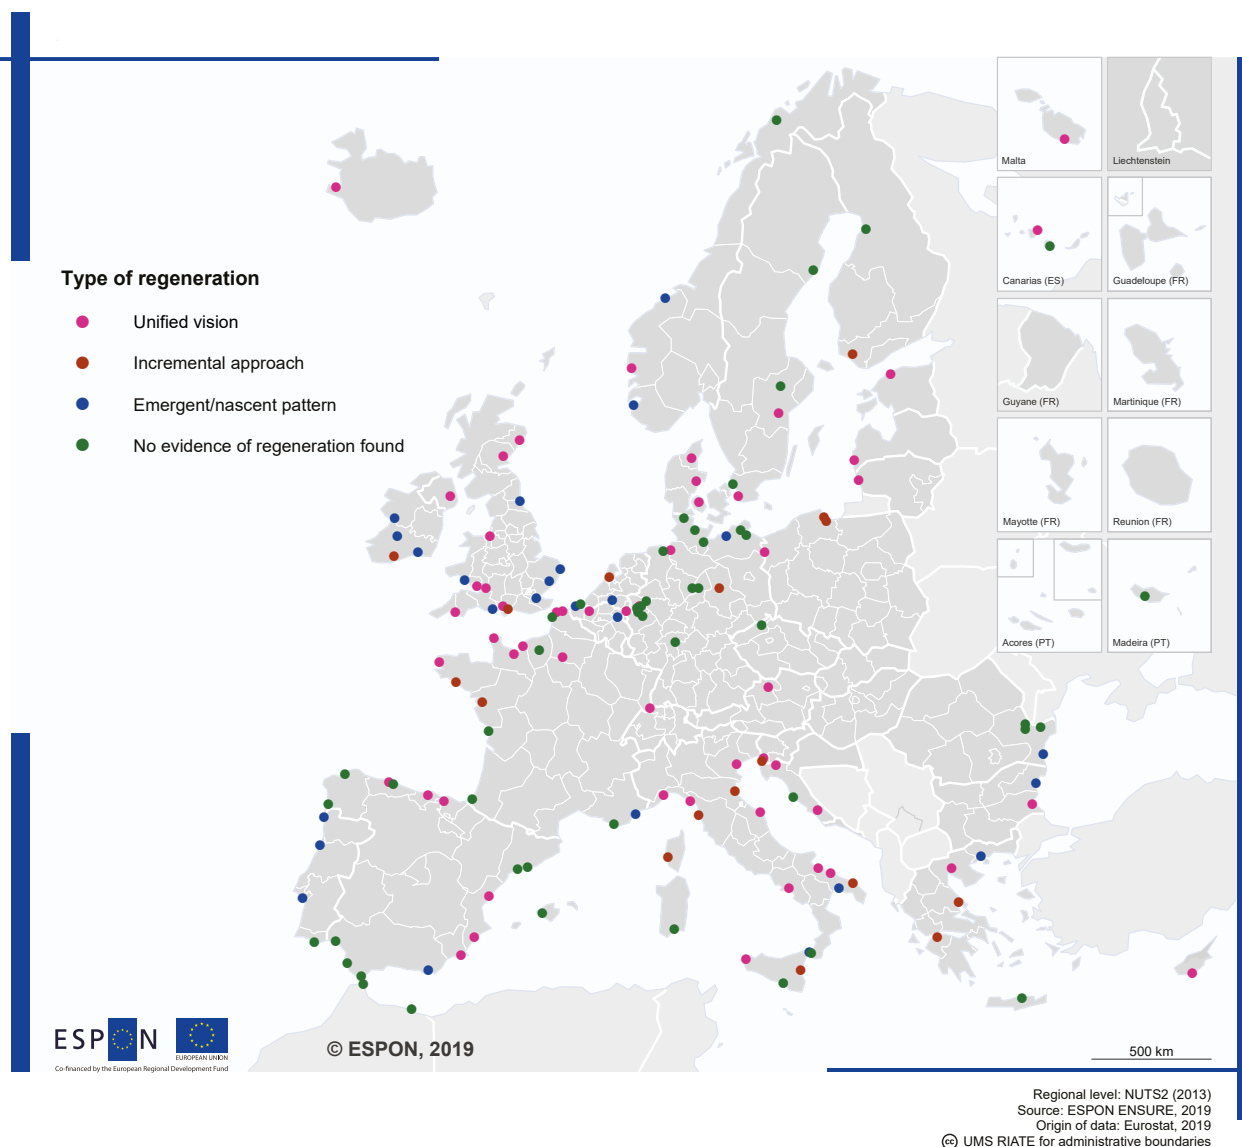 Type of regeneration
Unified vision
Incremental approach
Emergent/nascent pattern
No evidence of regeneration found
Malta
Liechtenstein
Canarias (ES)
Guadeloupe (FR)
Guyane (FR)
Martinique (FR)
Mayotte (FR)
Reunion (FR)
Acores (PT)
Madeira (PT)
ESPON
EUROPEAN UNION
Co-financed by the European Regional Development Fund
© ESPON, 2019
500 km
Regional level: NUTS2 (2013)
Source: ESPON ENSURE, 2019
Origin of data: Eurostat, 2019
(cc) UMS RIATE for administrative boundaries